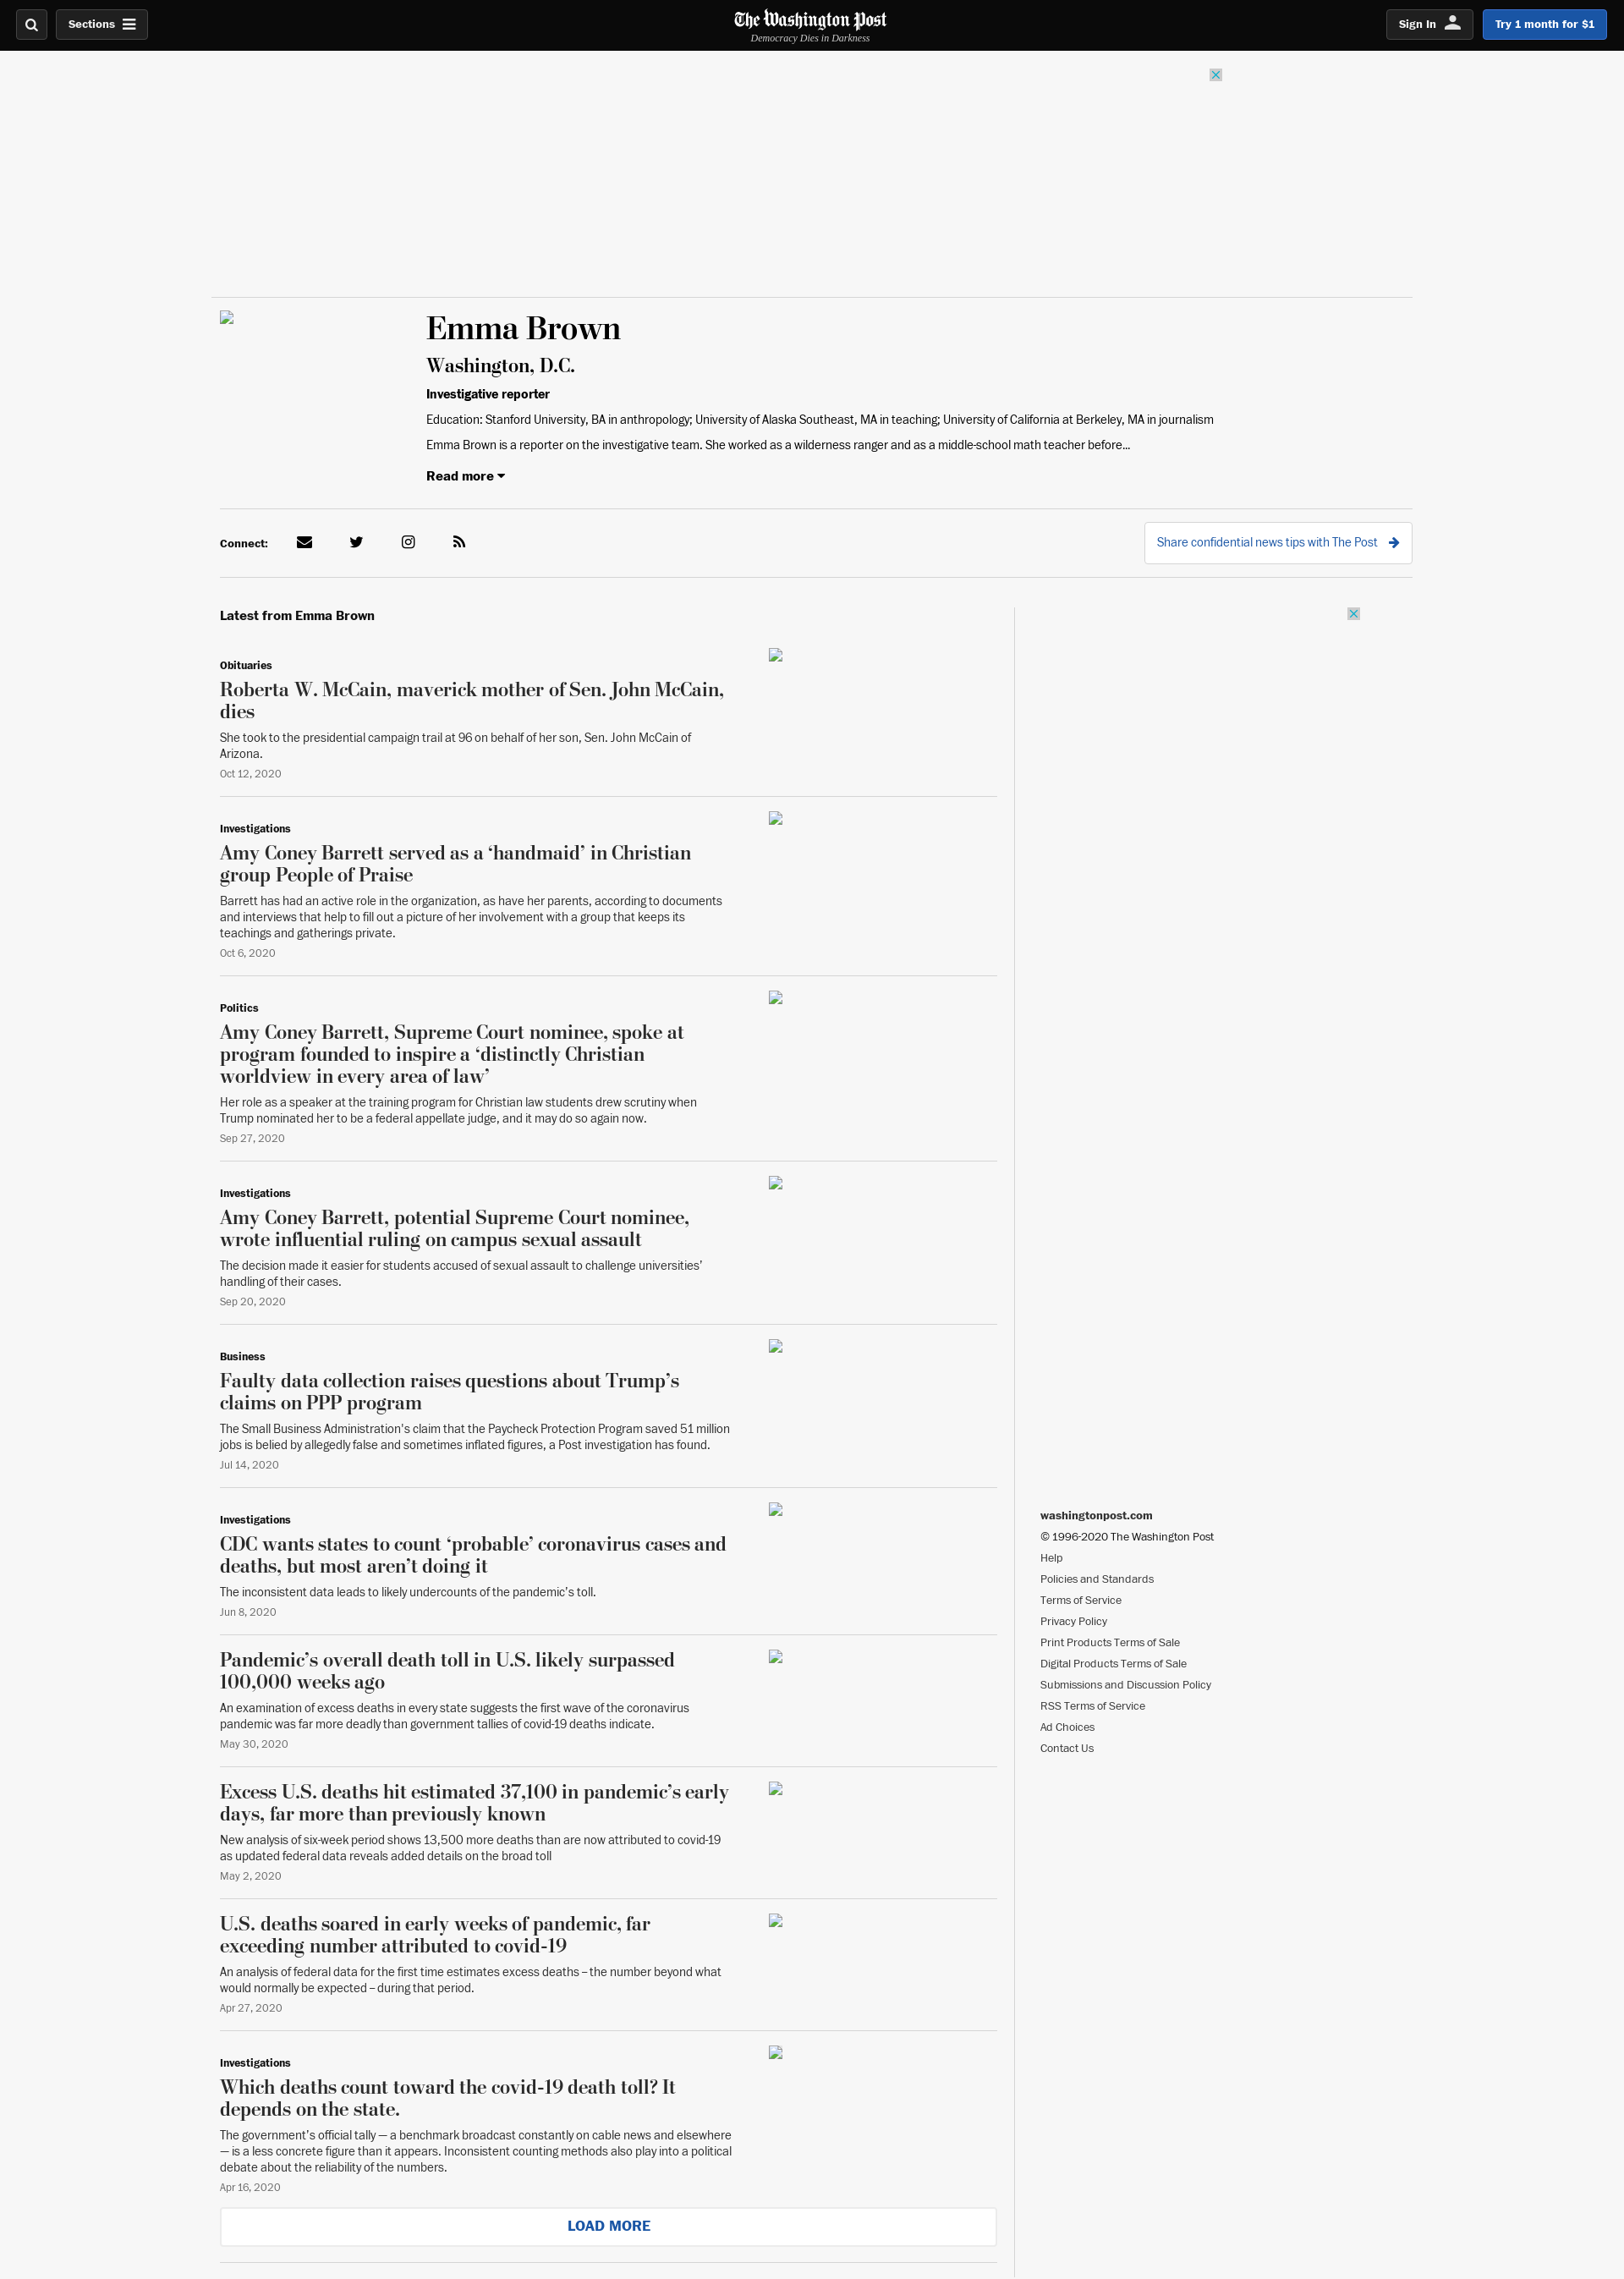 Sections
The Washington Post
Democracy Dies in Darkness
Sign In
Try 1 month for $1
Emma Brown
Washington, D.C.
Investigative reporter
Education: Stanford University, BA in anthropology; University of Alaska Southeast, MA in teaching; University of California at Berkeley, MA in journalism
Emma Brown is a reporter on the investigative team. She worked as a wilderness ranger and as a middle-school math teacher before...
Read more
Connect:
Share confidential news tips with The Post
Latest from Emma Brown
Obituaries
Roberta W. McCain, maverick mother of Sen. John McCain,
dies
She took to the presidential campaign trail at 96 on behalf of her son, Sen. John McCain of
Arizona.
Oct 12, 2020
Investigations
Amy Coney Barrett served as a ‘handmaid’ in Christian
group People of Praise
Barrett has had an active role in the organization, as have her parents, according to documents
and interviews that help to fill out a picture of her involvement with a group that keeps its
teachings and gatherings private.
Oct 6, 2020
Politics
Amy Coney Barrett, Supreme Court nominee, spoke at
program founded to inspire a ‘distinctly Christian
worldview in every area of law’
Her role as a speaker at the training program for Christian law students drew scrutiny when
Trump nominated her to be a federal appellate judge, and it may do so again now.
Sep 27, 2020
Investigations
Amy Coney Barrett, potential Supreme Court nominee,
wrote influential ruling on campus sexual assault
The decision made it easier for students accused of sexual assault to challenge universities’
handling of their cases.
Sep 20, 2020
Business
Faulty data collection raises questions about Trump’s
claims on PPP program
The Small Business Administration's claim that the Paycheck Protection Program saved 51 million
jobs is belied by allegedly false and sometimes inflated figures, a Post investigation has found.
Jul 14, 2020
Investigations
CDC wants states to count ‘probable’ coronavirus cases and
deaths, but most aren’t doing it
The inconsistent data leads to likely undercounts of the pandemic’s toll.
Jun 8, 2020
Pandemic’s overall death toll in U.S. likely surpassed
100,000 weeks ago
An examination of excess deaths in every state suggests the first wave of the coronavirus
pandemic was far more deadly than government tallies of covid-19 deaths indicate.
May 30, 2020
Excess U.S. deaths hit estimated 37,100 in pandemic’s early
days, far more than previously known
New analysis of six-week period shows 13,500 more deaths than are now attributed to covid-19
as updated federal data reveals added details on the broad toll
May 2, 2020
U.S. deaths soared in early weeks of pandemic, far
exceeding number attributed to covid-19
An analysis of federal data for the first time estimates excess deaths – the number beyond what
would normally be expected – during that period.
Apr 27, 2020
Investigations
Which deaths count toward the covid-19 death toll? It
depends on the state.
The government’s official tally — a benchmark broadcast constantly on cable news and elsewhere
— is a less concrete figure than it appears. Inconsistent counting methods also play into a political
debate about the reliability of the numbers.
Apr 16, 2020
LOAD MORE
washingtonpost.com
© 1996-2020 The Washington Post
Help
Policies and Standards
Terms of Service
Privacy Policy
Print Products Terms of Sale
Digital Products Terms of Sale
Submissions and Discussion Policy
RSS Terms of Service
Ad Choices
Contact Us